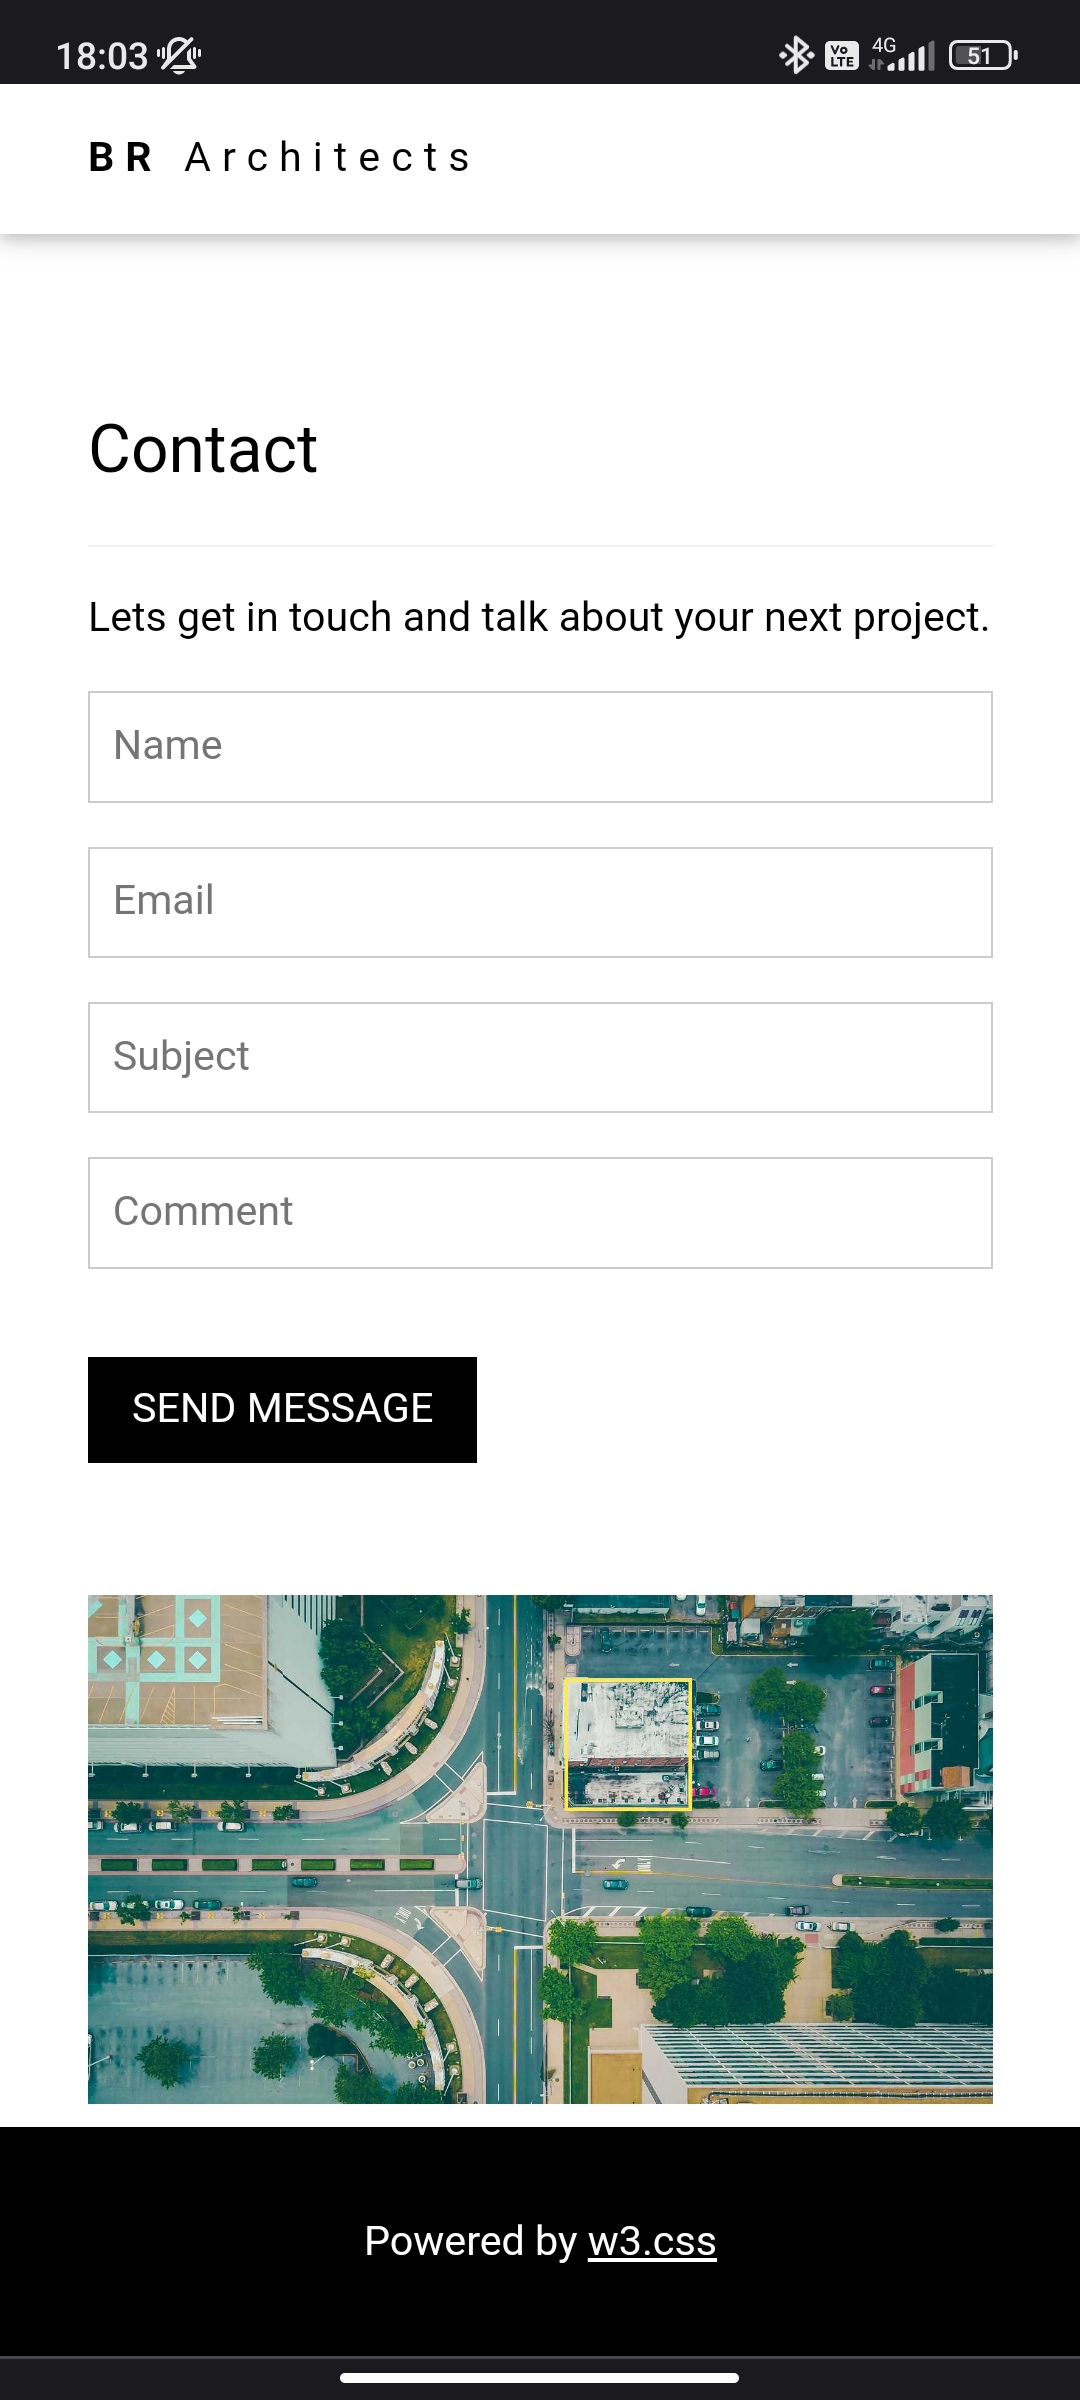 18:03
Vo LTE 4G 51
BR Architects
Contact
Lets get in touch and talk about your next project.
Name
Email
Subject
Comment
SEND MESSAGE
ONLY
Powered by w3.css